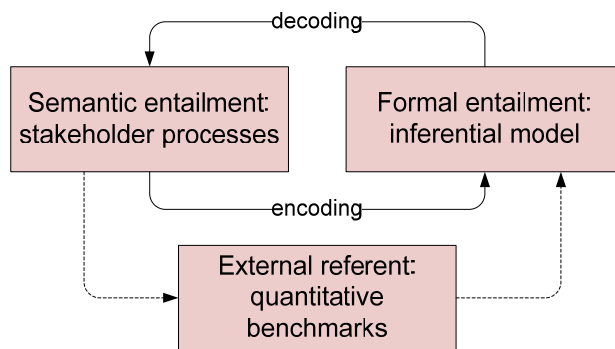 decoding
Semantic entailment:
stakeholder processes
Formal entailment:
inferential model
encoding
External referent:
quantitative
benchmarks